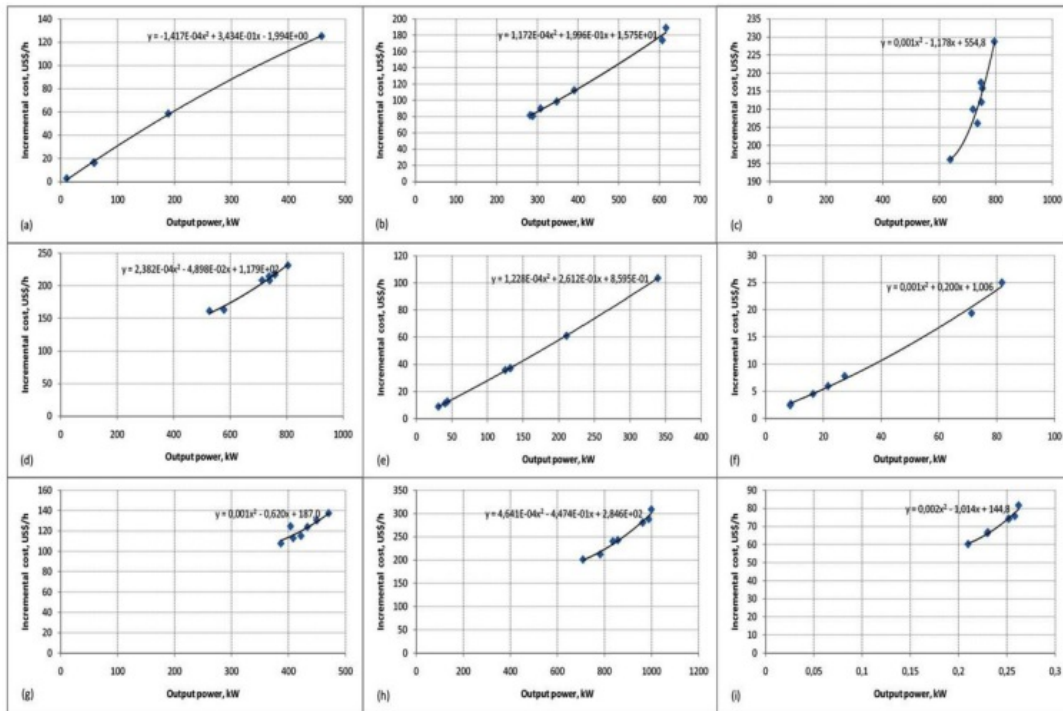 140
120
100
80
60
40
20
0
Incremental cost, US$/h
y = -1,417E-04x² + 3,434E-01x - 1,994E+00
0 100 200 300 400 500
(a) Output power, kW
200
180
160
140
120
100
80
60
40
20
0
Incremental cost, US$/h
y = 1,172E-04x² + 1,996E-01x + 1,575E+01
0 100 200 300 400 500 600 700
(b) Output power, kW
235
230
225
220
215
210
205
200
195
190
Incremental cost, US$/h
y = 0,001x² - 1,178x + 554,8
0 200 400 600 800 1000
(c) Output power, kW
250
200
150
100
50
0
Incremental cost, US$/h
y = 2,382E-04x² - 4,898E-02x + 1,179E+02
0 200 400 600 800 1000
(d) Output power, kW
120
100
80
60
40
20
0
Incremental cost, US$/h
y = 1,228E-04x² + 2,612E-01x + 8,595E-01
0 50 100 150 200 250 300 350 400
(e) Output power, kW
30
25
20
15
10
5
0
Incremental cost, US$/h
y = 0,001x² + 0,200x + 1,006
0 20 40 60 80 100
(f) Output power, kW
160
140
120
100
80
60
40
20
0
Incremental cost, US$/h
y = 0,001x² - 0,620x + 187,0
0 100 200 300 400 500
(g) Output power, kW
350
300
250
200
150
100
50
0
Incremental cost, US$/h
y = 4,641E-04x² - 4,474E-01x + 2,846E+02
0 200 400 600 800 1000 1200
(h) Output power, kW
90
80
70
60
50
40
30
20
10
0
Incremental cost, US$/h
y = 0,002x² - 1,014x + 144,8
0 0,05 0,1 0,15 0,2 0,25 0,3
(i) Output power, kW